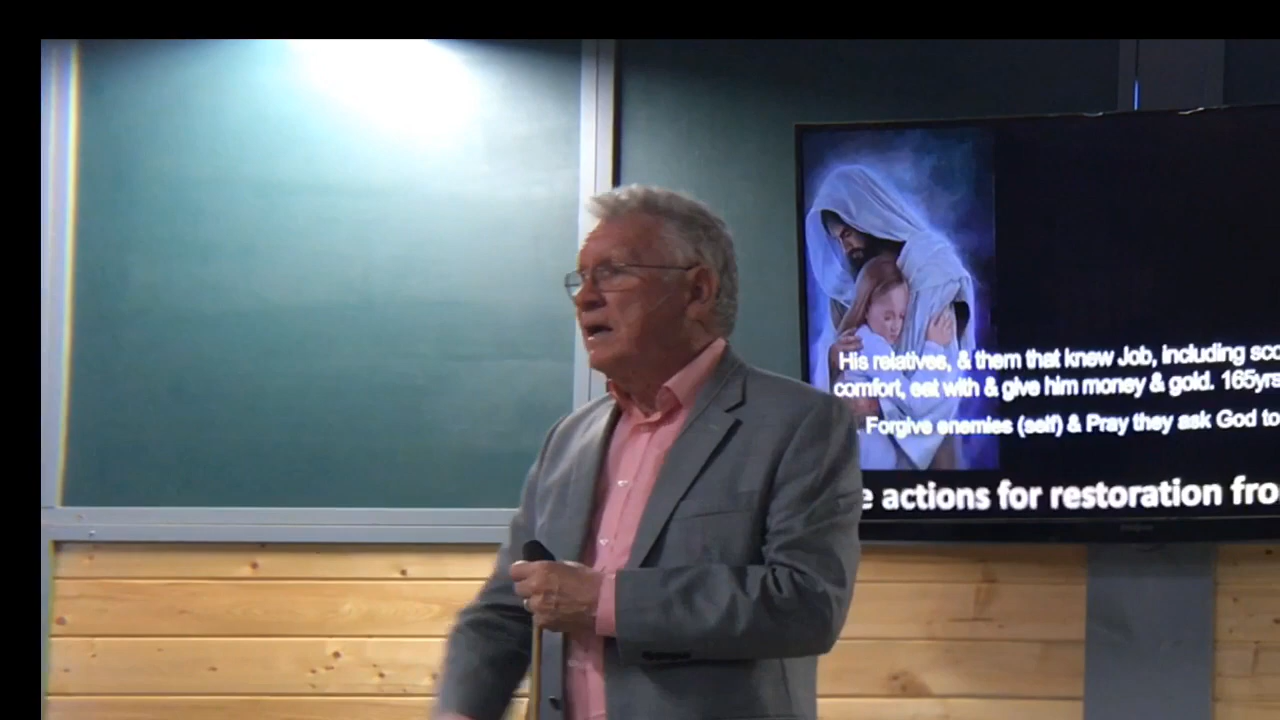 His relatives, & them that knew Job, including sco
comfort, eat with & give him money & gold. 165yrs
. Forgive enemies (self) & Pray they ask God to
e actions for restoration fro